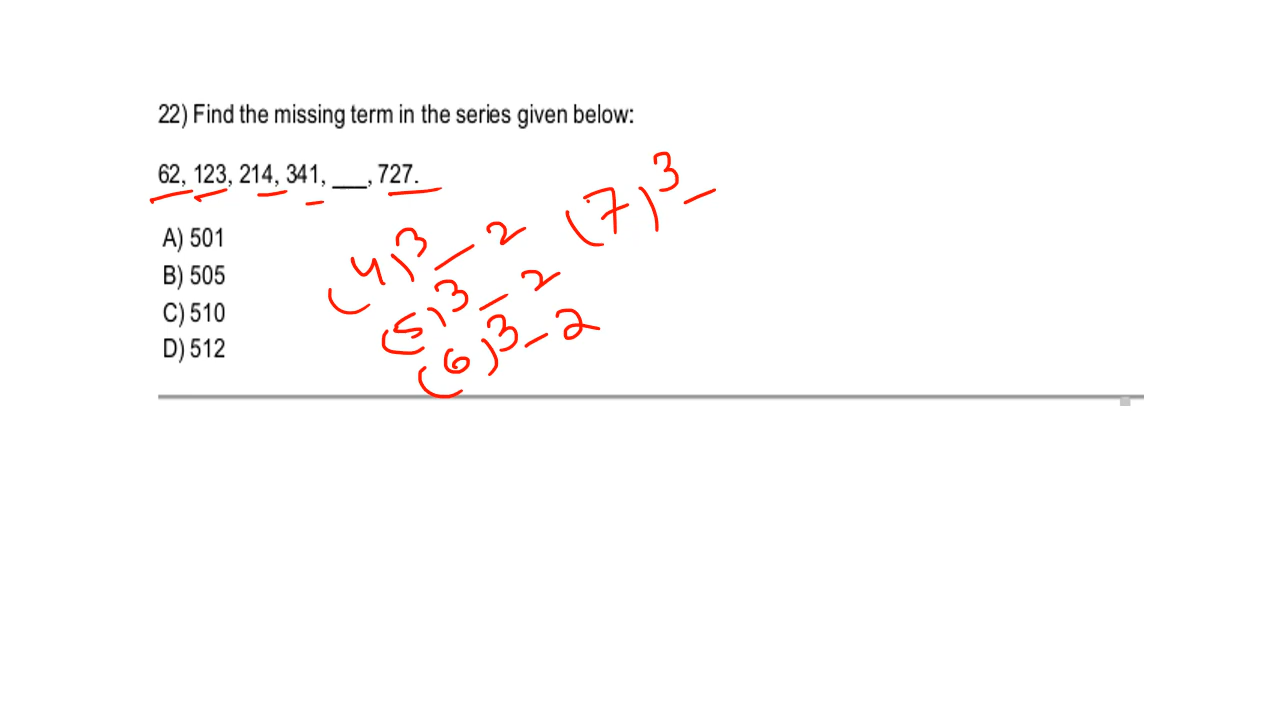 22) Find the missing term in the series given below:
62, 123, 214, 341, ___, 727.
(7)³ –
A) 501
(4)³ – 2
B) 505
(5)³ – 2
C) 510
(6)³ – 2
D) 512